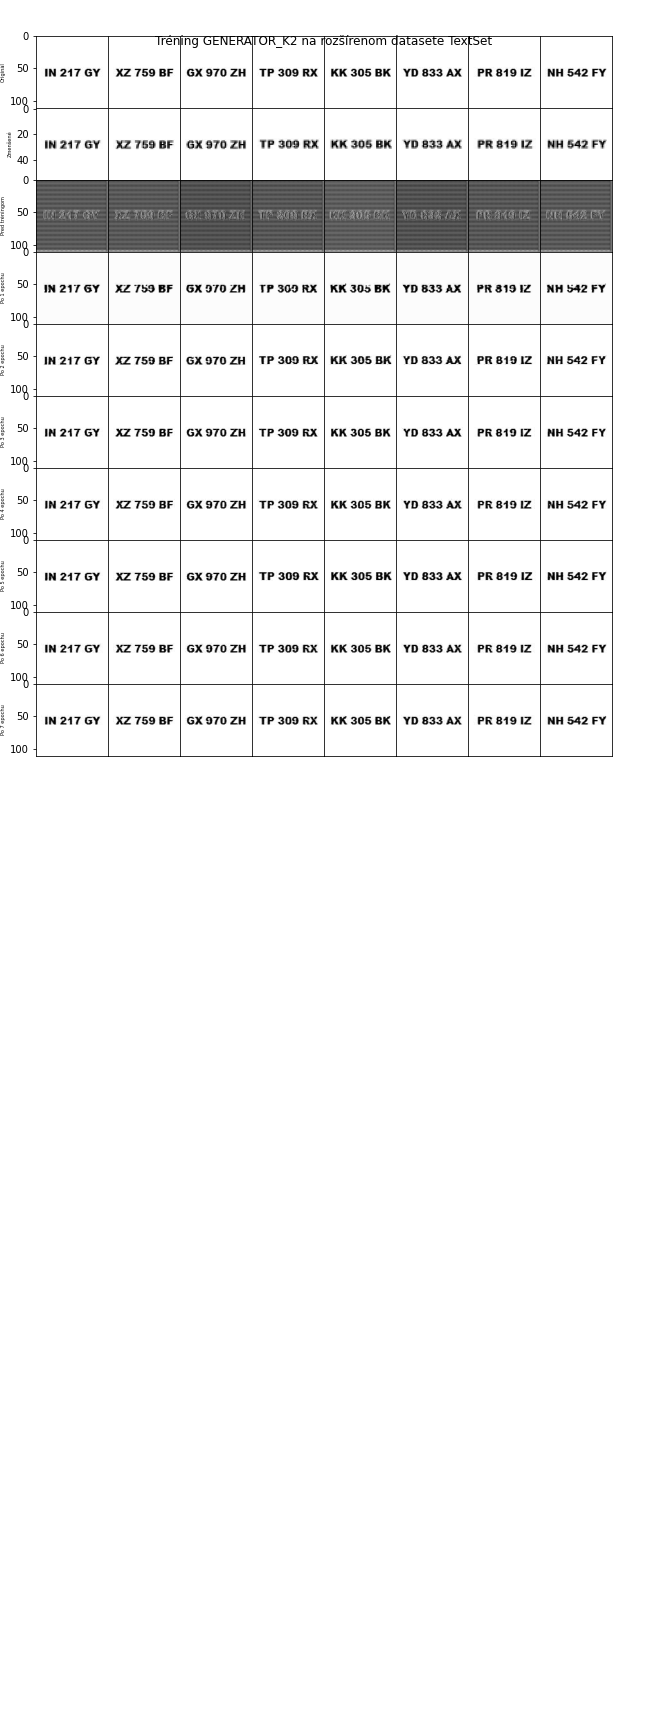 Tréning GENERATOR_K2 na rozšírenom datasete TextSet
0
Originál
50
IN 217 GY XZ 759 BF GX 970 ZH TP 309 RX KK 305 BK YD 833 AX PR 819 IZ NH 542 FY
100
0
20
Zmenšené
IN 217 GY XZ 759 BF GX 970 ZH TP 309 RX KK 305 BK YD 833 AX PR 819 IZ NH 542 FY
40
0
Pred tréningom
50
100
0
Po 1 epochu
50
IN 217 GY XZ 759 BF GX 970 ZH TP 309 RX KK 305 BK YD 833 AX PR 819 IZ NH 542 FY
100
0
Po 2 epochu
50
IN 217 GY XZ 759 BF GX 970 ZH TP 309 RX KK 305 BK YD 833 AX PR 819 IZ NH 542 FY
100
0
Po 3 epochu
50
IN 217 GY XZ 759 BF GX 970 ZH TP 309 RX KK 305 BK YD 833 AX PR 819 IZ NH 542 FY
100
0
Po 4 epochu
50
IN 217 GY XZ 759 BF GX 970 ZH TP 309 RX KK 305 BK YD 833 AX PR 819 IZ NH 542 FY
100
0
Po 5 epochu
50
IN 217 GY XZ 759 BF GX 970 ZH TP 309 RX KK 305 BK YD 833 AX PR 819 IZ NH 542 FY
100
0
Po 6 epochu
50
IN 217 GY XZ 759 BF GX 970 ZH TP 309 RX KK 305 BK YD 833 AX PR 819 IZ NH 542 FY
100
0
Po 7 epochu
50
IN 217 GY XZ 759 BF GX 970 ZH TP 309 RX KK 305 BK YD 833 AX PR 819 IZ NH 542 FY
100